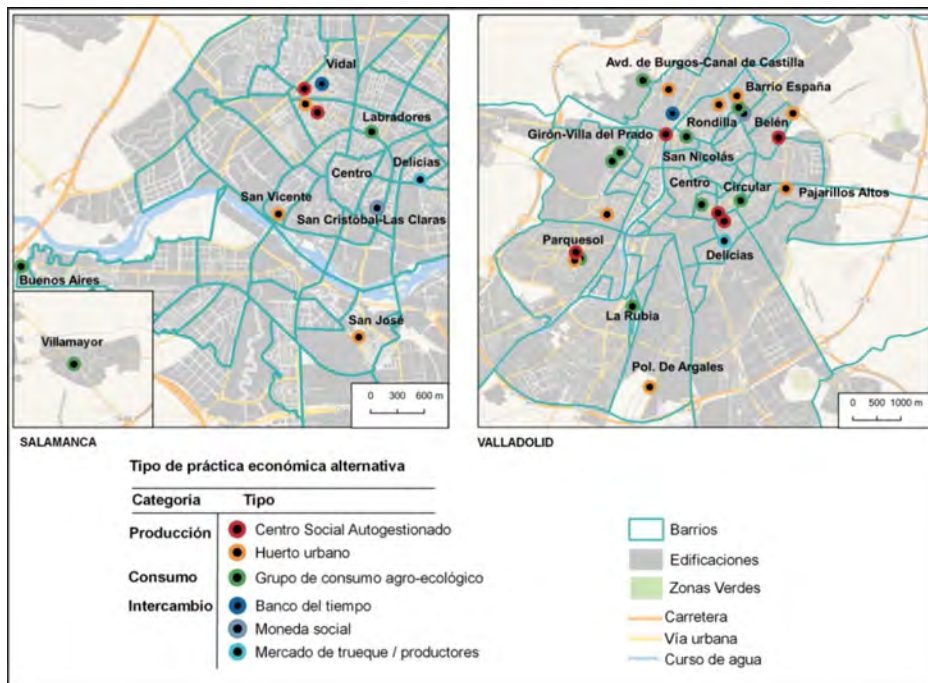 Vidal
Labradores
Delicias
Centro
San Vicente
San Cristóbal-Las Claras
Buenos Aires
San José
Villamayor
0 300 600 m
SALAMANCA
Avd. de Burgos-Canal de Castilla
Barrio España
Rondilla
Belén
Girón-Villa del Prado
San Nicolás
Centro
Circular
Pajarillos Altos
Parquesol
Delicias
La Rubia
Pol. De Argales
0 500 1000 m
VALLADOLID
Tipo de práctica económica alternativa
Categoría Tipo
Producción
Centro Social Autogestionado
Huerto urbano
Consumo
Grupo de consumo agro-ecológico
Intercambio
Banco del tiempo
Moneda social
Mercado de trueque / productores
Barrios
Edificaciones
Zonas Verdes
Carretera
Vía urbana
Curso de agua